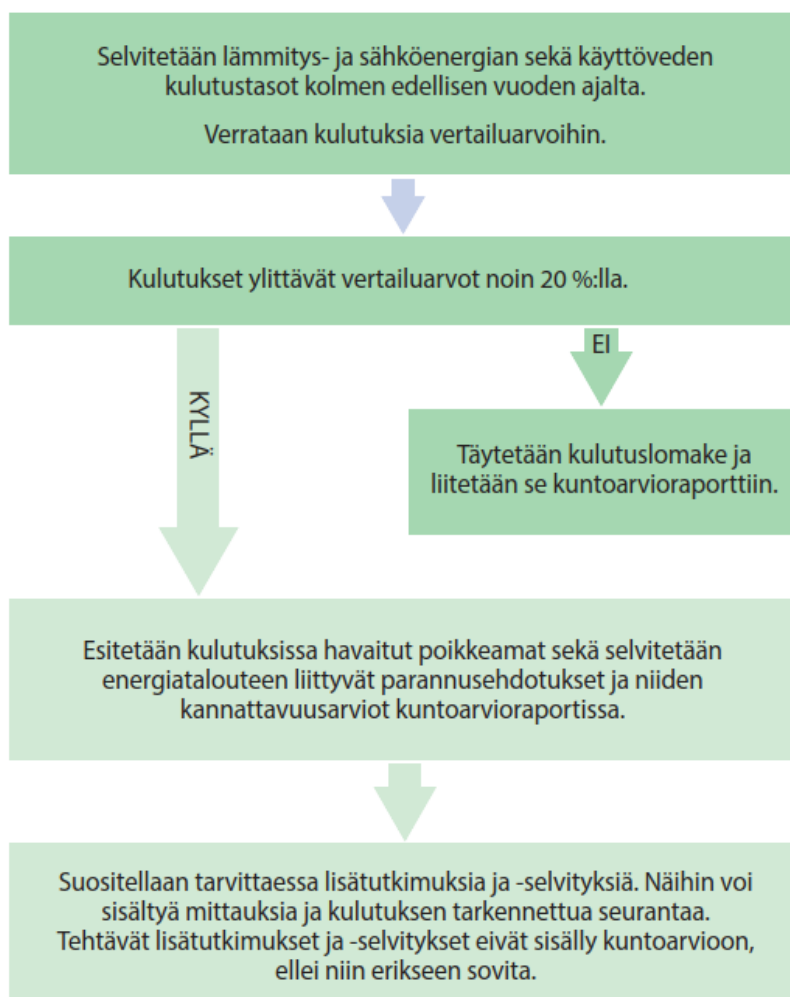 Selvitetään lämmitys- ja sähköenergian sekä käyttöveden
kulutustasot kolmen edellisen vuoden ajalta.
Verrataan kulutuksia vertailuarvoihin.
Kulutukset ylittävät vertailuarvot noin 20 %:lla.
EI
KYLLÄ
Täytetään kulutuslomake ja
liitetään se kuntoarvioraporttiin.
Esitetään kulutuksissa havaitut poikkeamat sekä selvitetään
energiatalouteen liittyvät parannusehdotukset ja niiden
kannattavuusarviot kuntoarvioraportissa.
Suositellaan tarvittaessa lisätutkimuksia ja -selvityksiä. Näihin voi
sisältyä mittauksia ja kulutuksen tarkennettua seurantaa.
Tehtävät lisätutkimukset ja -selvitykset eivät sisälly kuntoarvioon,
ellei niin erikseen sovita.